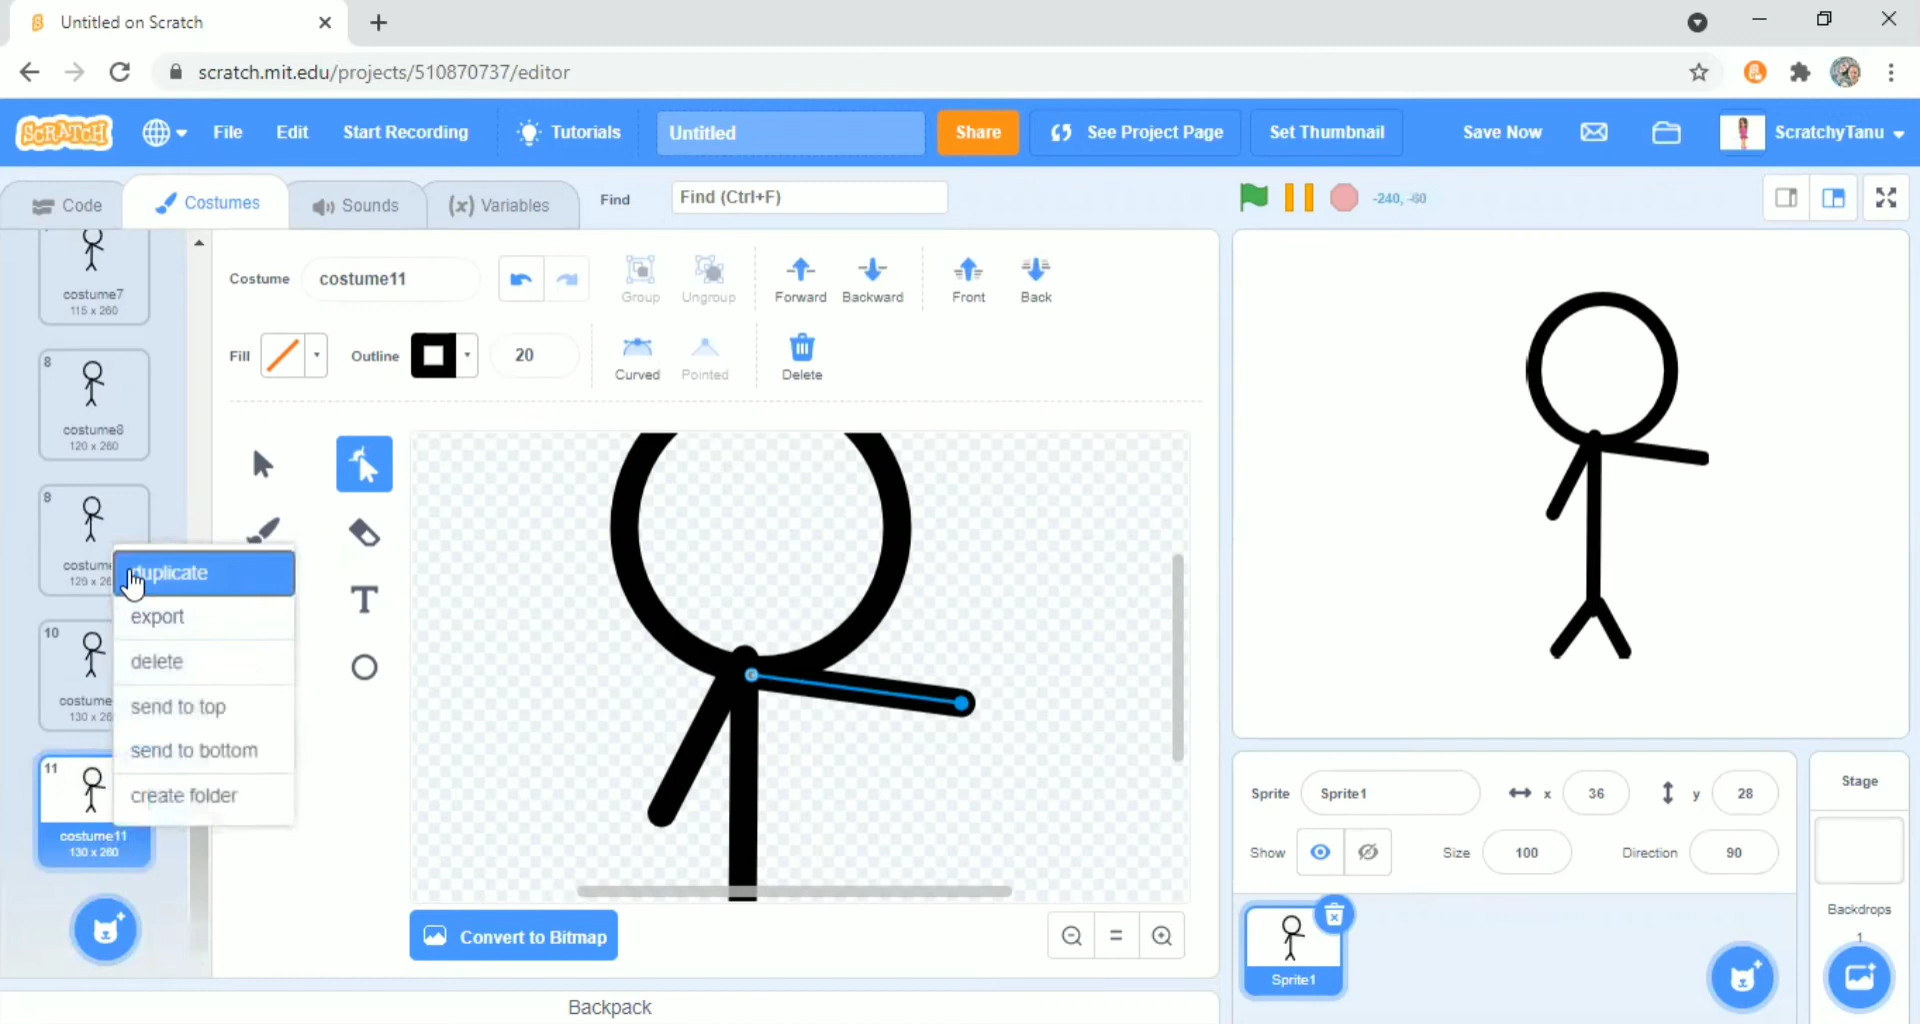 Untitled on Scratch
scratch.mit.edu/projects/510870737/editor
SCRATCH
File
Edit
Start Recording
Tutorials
Untitled
Share
See Project Page
Set Thumbnail
Save Now
ScratchyTanu
Code
Costumes
Sounds
(x) Variables
Find
Find (Ctrl+F)
-240, -60
costume7
115 x 260
8
costume8
120 x 260
9
10
11
costume11
130 x 260
duplicate
export
delete
send to top
send to bottom
create folder
Costume
costume11
Group
Ungroup
Forward
Backward
Front
Back
Fill
Outline
20
Curved
Pointed
Delete
T
Convert to Bitmap
Backpack
Sprite
Sprite1
x
36
y
28
Show
Size
100
Direction
90
Sprite1
Stage
Backdrops
1